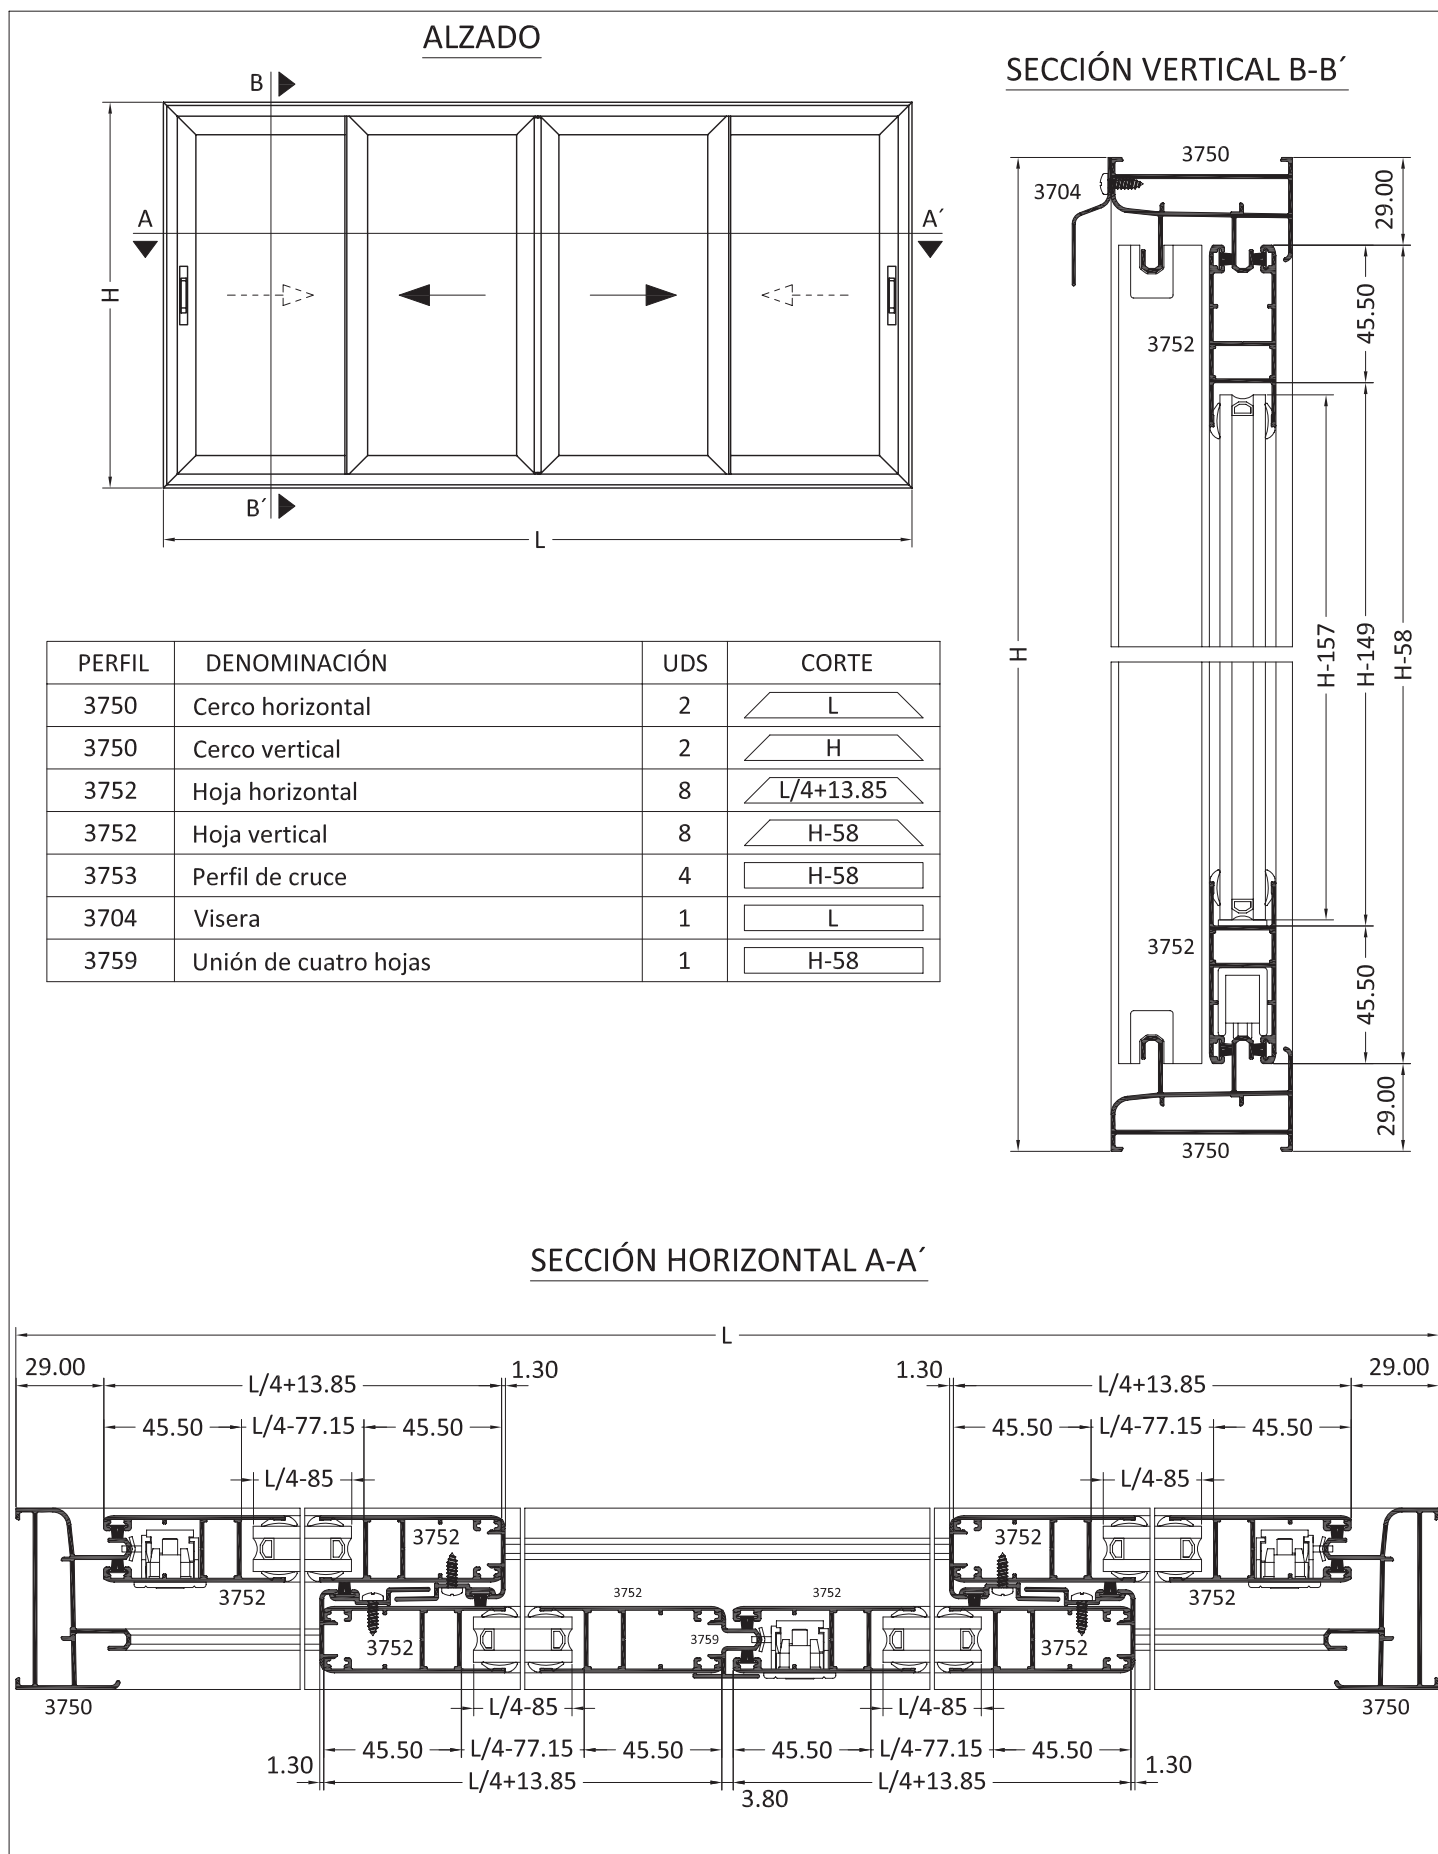 ALZADO
B
A
A´
H
B´
L
SECCIÓN VERTICAL B-B´
3750
3704
29.00
45.50
3752
H
H-157
H-149
H-58
3752
45.50
29.00
3750
PERFIL DENOMINACIÓN UDS CORTE
3750 Cerco horizontal 2 L
3750 Cerco vertical 2 H
3752 Hoja horizontal 8 L/4+13.85
3752 Hoja vertical 8 H-58
3753 Perfil de cruce 4 H-58
3704 Visera 1 L
3759 Unión de cuatro hojas 1 H-58
SECCIÓN HORIZONTAL A-A´
L
29.00 L/4+13.85 1.30 1.30 L/4+13.85 29.00
45.50 L/4-77.15 45.50 45.50 L/4-77.15 45.50
L/4-85 L/4-85
3752 3752
3752 3752 3752 3752
3752 3759 3752
3750 L/4-85 L/4-85 3750
45.50 L/4-77.15 45.50 45.50 L/4-77.15 45.50
1.30 L/4+13.85 L/4+13.85 1.30
3.80